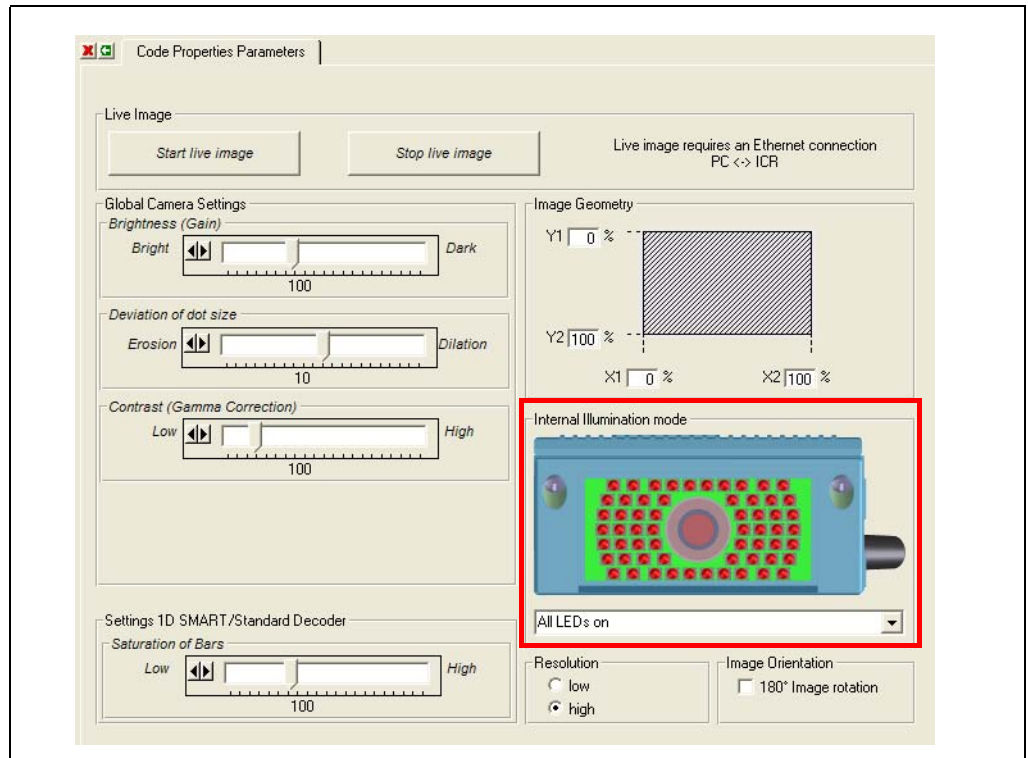 Code Properties Parameters
Live Image
Start live image
Stop live image
Live image requires an Ethernet connection
PC <-> ICR
Global Camera Settings
Brightness (Gain)
Bright
Dark
100
Deviation of dot size
Erosion
Dilation
10
Contrast (Gamma Correction)
Low
High
100
Settings 1D SMART/Standard Decoder
Saturation of Bars
Low
High
100
Image Geometry
Y1 0 %
Y2 100 %
X1 0 %
X2 100 %
Internal Illumination mode
All LEDs on
Resolution
low
high
Image Orientation
180° Image rotation